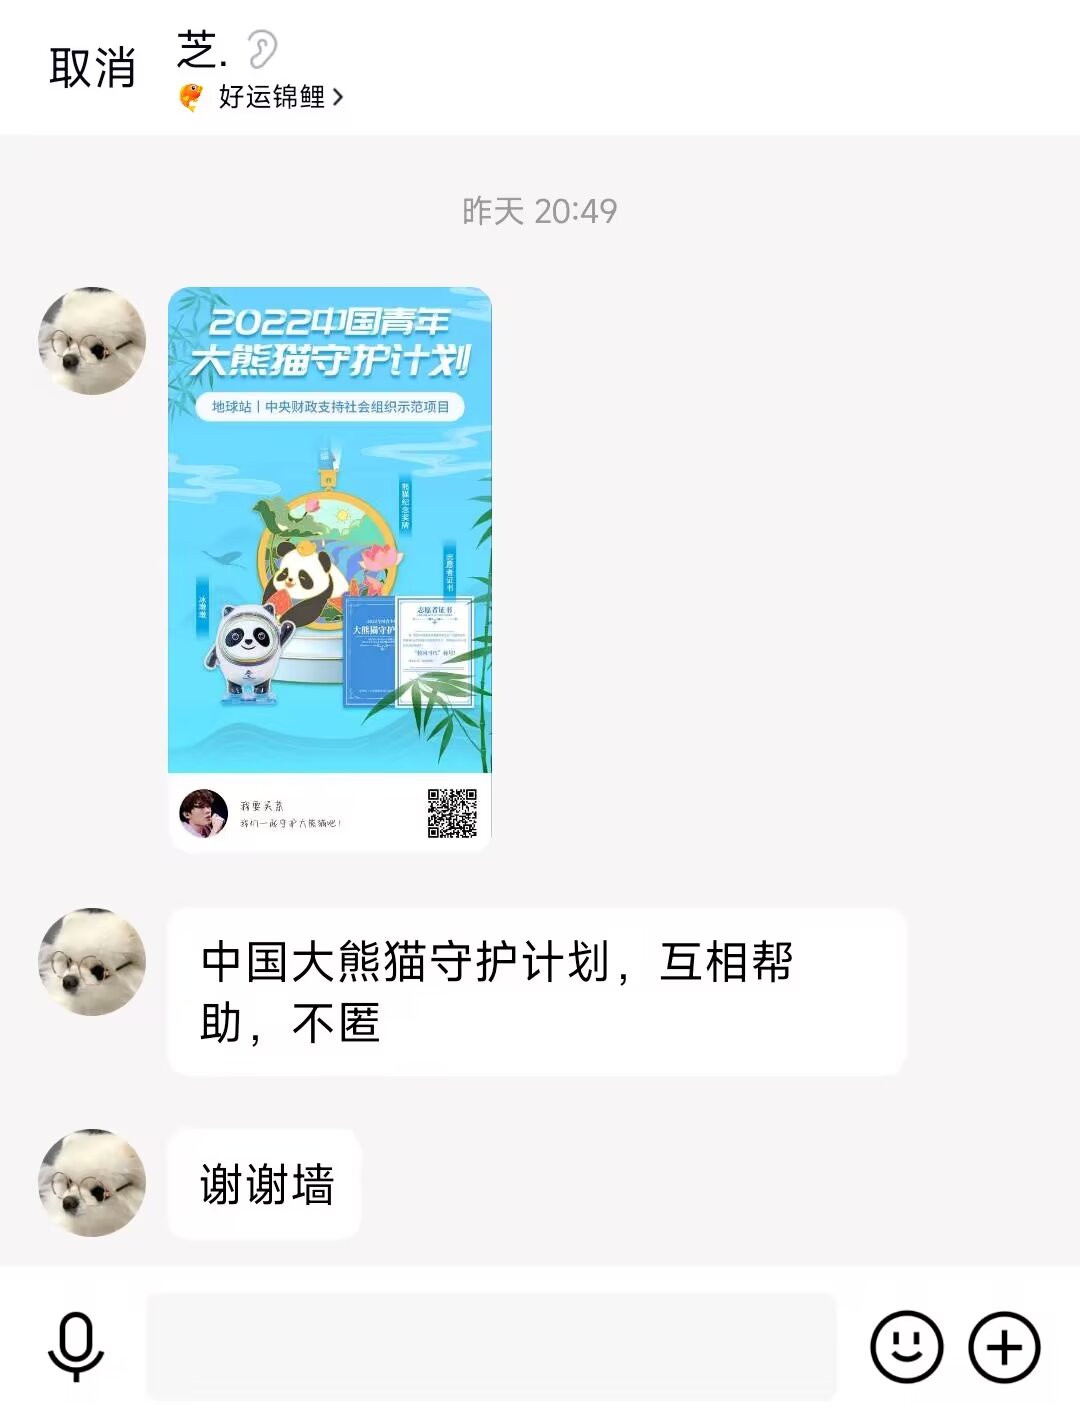 取消
芝.
好运锦鲤
昨天 20:49
2022中国青年
大熊猫守护计划
地球站|中央财政支持社会组织示范项目
熊猫纪念奖牌
志愿者证书
冰墩墩
大熊猫守护
志愿者证书
我们一起守护大熊猫吧!
中国大熊猫守护计划，互相帮
助，不匿
谢谢墙